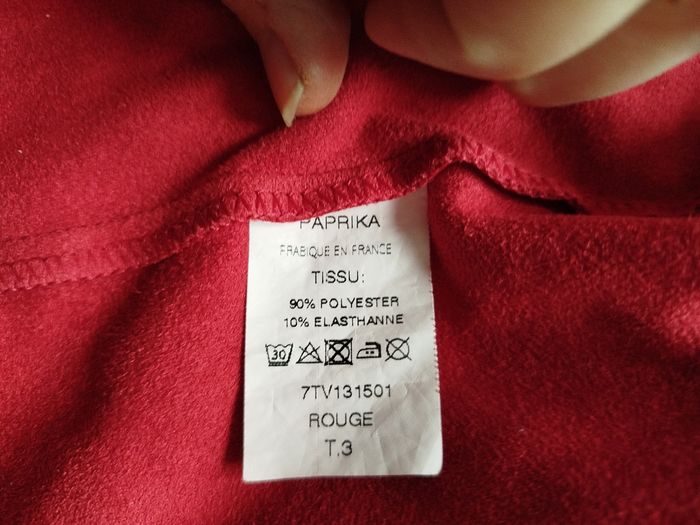 PAPRIKA
FRABIQUE EN FRANCE
TISSU:
90% POLYESTER
10% ELASTHANNE
30
7TV131501
ROUGE
T.3